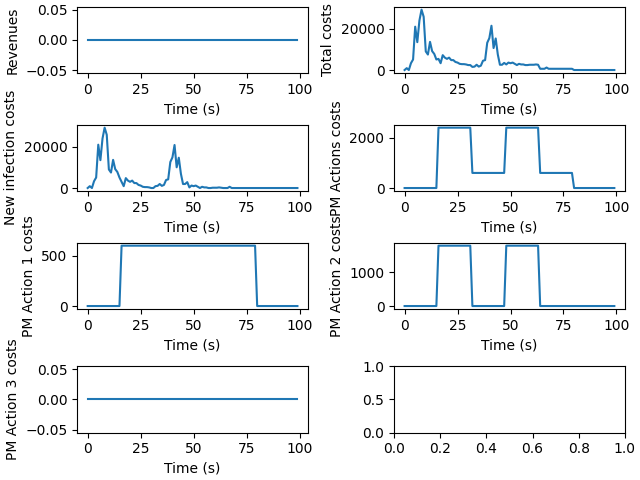 Revenues
0.05
0.00
−0.05
0 25 50 75 100
Time (s)
Total costs
20000
0
0 25 50 75 100
Time (s)
New infection costs
20000
0
0 25 50 75 100
Time (s)
PM Actions costs
2000
0
0 25 50 75 100
Time (s)
PM Action 1 costs
500
0
0 25 50 75 100
Time (s)
PM Action 2 costs
1000
0
0 25 50 75 100
Time (s)
PM Action 3 costs
0.05
0.00
−0.05
0 25 50 75 100
Time (s)
1.0
0.5
0.0
0.0 0.2 0.4 0.6 0.8 1.0